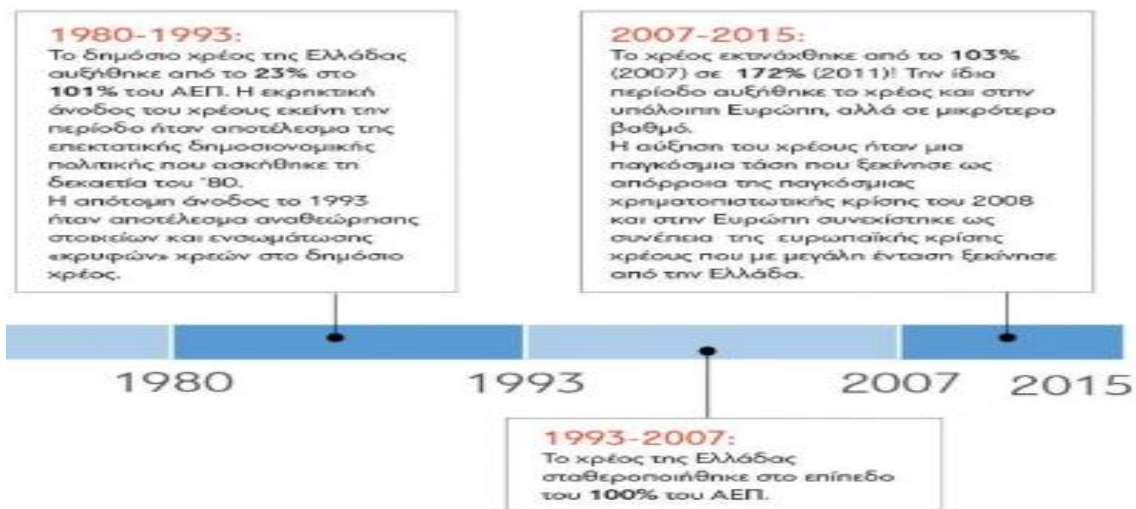 1980-1993:
Το δημόσιο χρέος της Ελλάδας
αυξήθηκε από το 23% στο
101% του ΑΕΠ. Η εκρηκτική
άνοδος του χρέους εκείνη την
περίοδο ήταν αποτέλεσμα της
επεκτατικής δημοσιονομικής
πολιτικής που ασκήθηκε τη
δεκαετία του '80.
Η απότομη άνοδος το 1993
ήταν αποτέλεσμα αναθεώρησης
στοιχείων και ενσωμάτωσης
«κρυφών» χρεών στο δημόσιο
χρέος.
2007-2015:
Το χρέος εκτινάχθηκε από το 103%
(2007) σε 172% (2011)! Την ίδια
περίοδο αυξήθηκε το χρέος και στην
υπόλοιπη Ευρώπη, αλλά σε μικρότερο
βαθμό.
Η αύξηση του χρέους ήταν μια
παγκόσμια τάση που ξεκίνησε ως
απόρροια της παγκόσμιας
χρηματοπιστωτικής κρίσης του 2008
και στην Ευρώπη συνεχίστηκε ως
συνέπεια της ευρωπαϊκής κρίσης
χρέους που με μεγάλη ένταση ξεκίνησε
από την Ελλάδα.
1980 1993 2007 2015
1993-2007:
Το χρέος της Ελλάδας
σταθεροποιήθηκε στο επίπεδο
του 100% του ΑΕΠ.